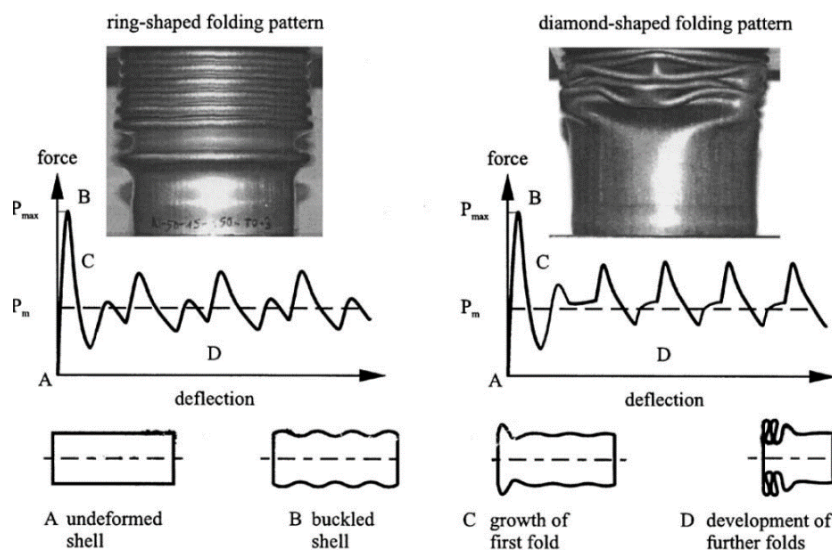 ring-shaped folding pattern
diamond-shaped folding pattern
force
P max
B
C
P m
D
A
deflection
force
P max
B
C
P m
D
A
deflection
A undeformed
shell
B buckled
shell
C growth of
first fold
D development of
further folds